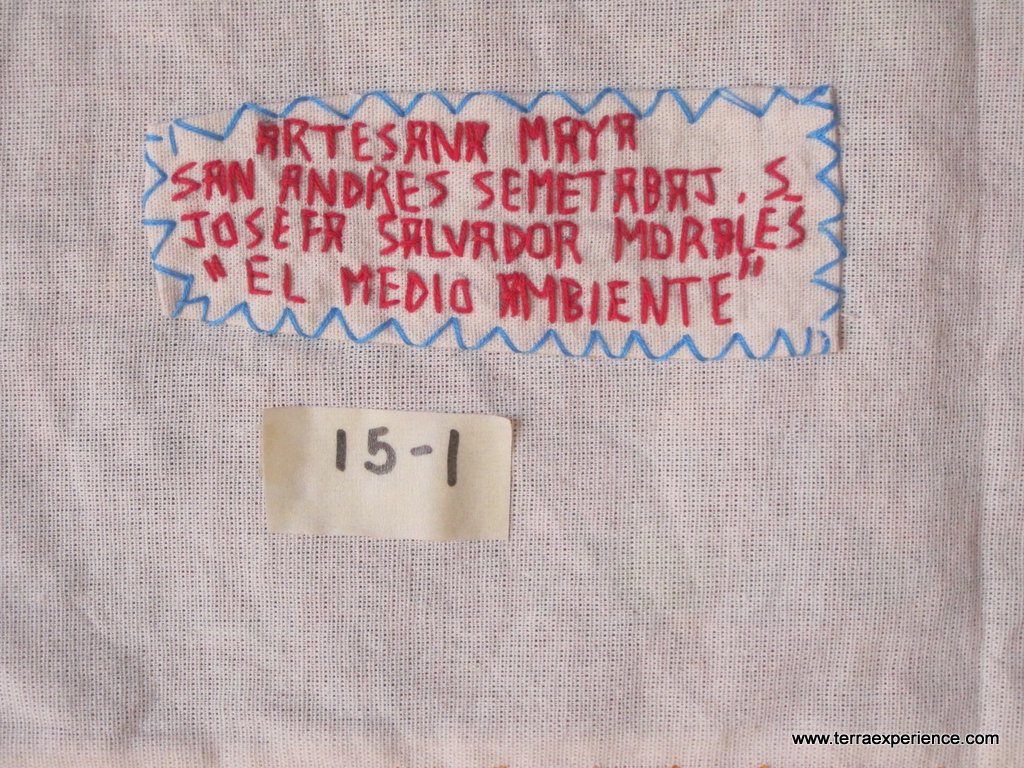 ARTESANA MAYA
SAN ANDRES SEMETABAJ. S
JOSEFA SALVADOR MORALES
"EL MEDIO AMBIENTE"
15-1
www.terraexperience.com